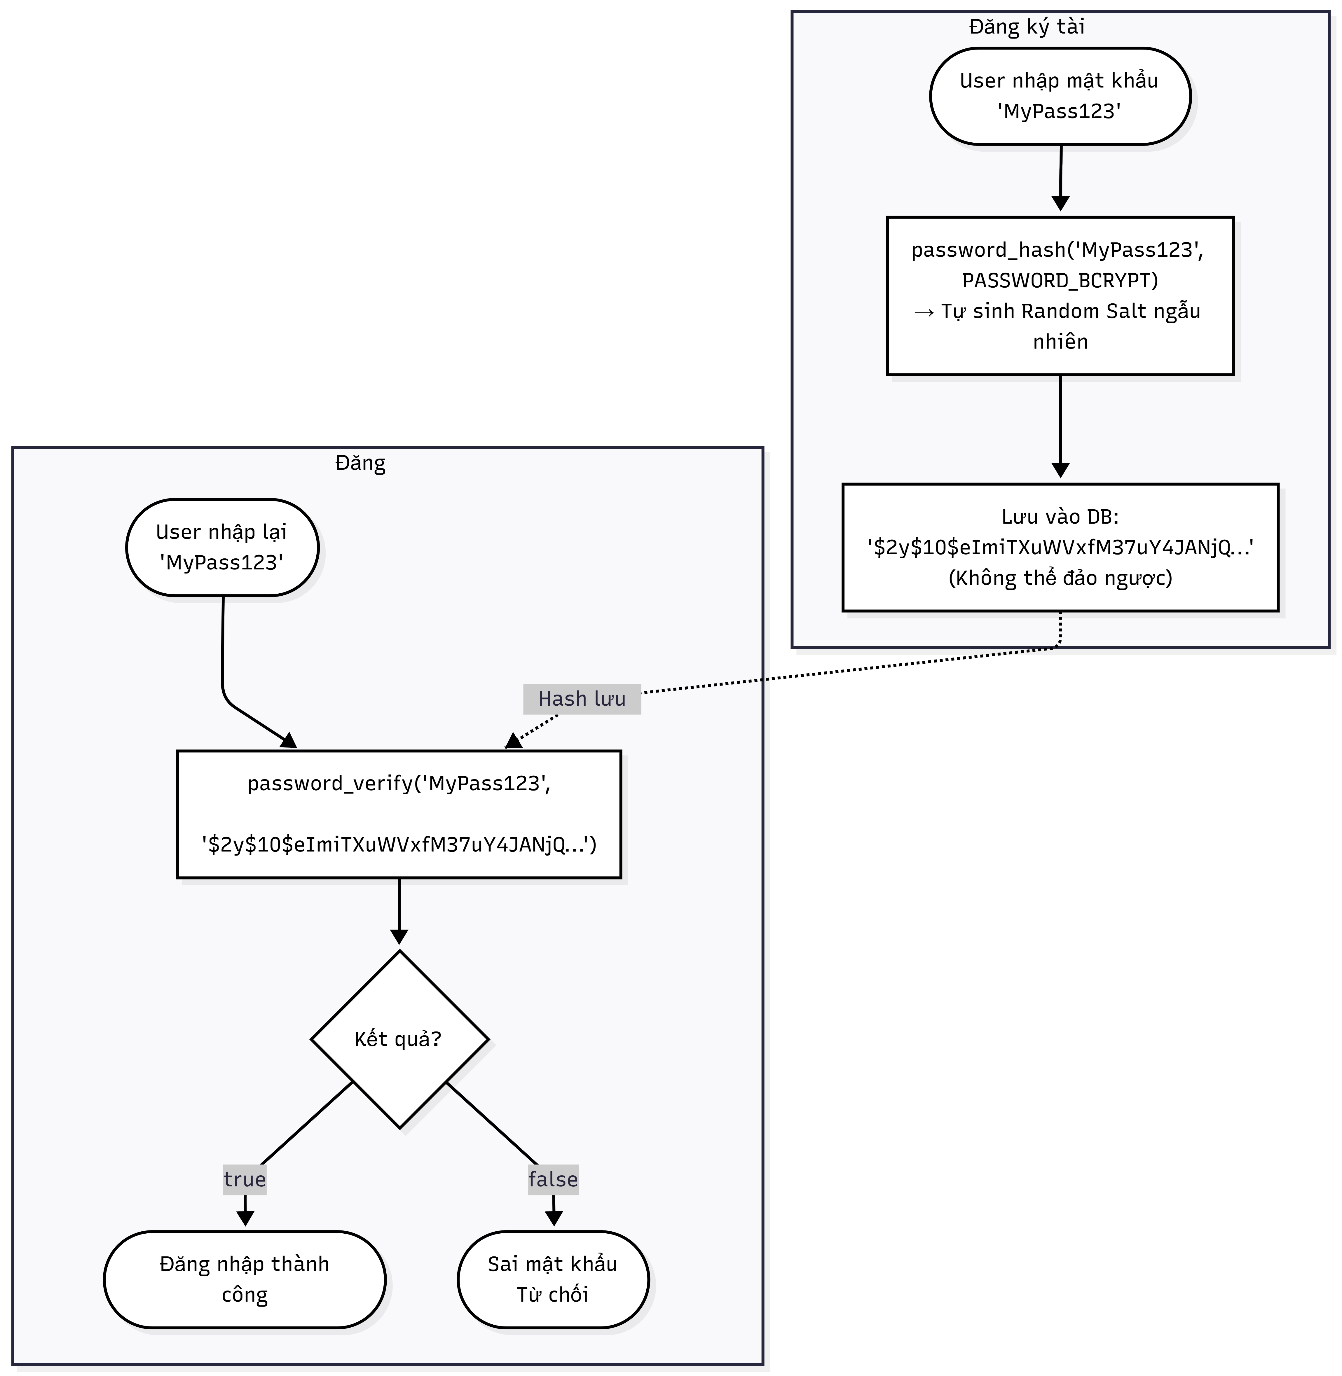 Đăng ký tài
User nhập mật khẩu
'MyPass123'
password_hash('MyPass123',
PASSWORD_BCRYPT)
→ Tự sinh Random Salt ngẫu
nhiên
Lưu vào DB:
'$2y$10$eImiTXuWVxfM37uY4JANjQ...'
(Không thể đảo ngược)
Đăng
User nhập lại
'MyPass123'
Hash lưu
password_verify('MyPass123',
'$2y$10$eImiTXuWVxfM37uY4JANjQ...')
Kết quả?
true
false
Đăng nhập thành
công
Sai mật khẩu
Từ chối